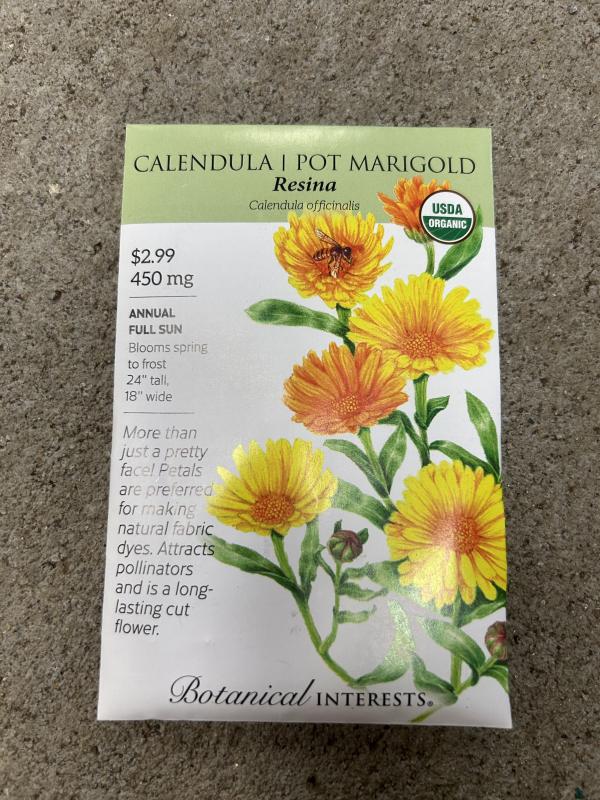 CALENDULA | POT MARIGOLD
Resina
Calendula officinalis
USDA
ORGANIC
$2.99
450 mg
ANNUAL
FULL SUN
Blooms spring
to frost
24" tall,
18" wide
More than
just a pretty
face! Petals
are preferred
for making
natural fabric
dyes. Attracts
pollinators
and is a long-
lasting cut
flower.
Botanical INTERESTS®